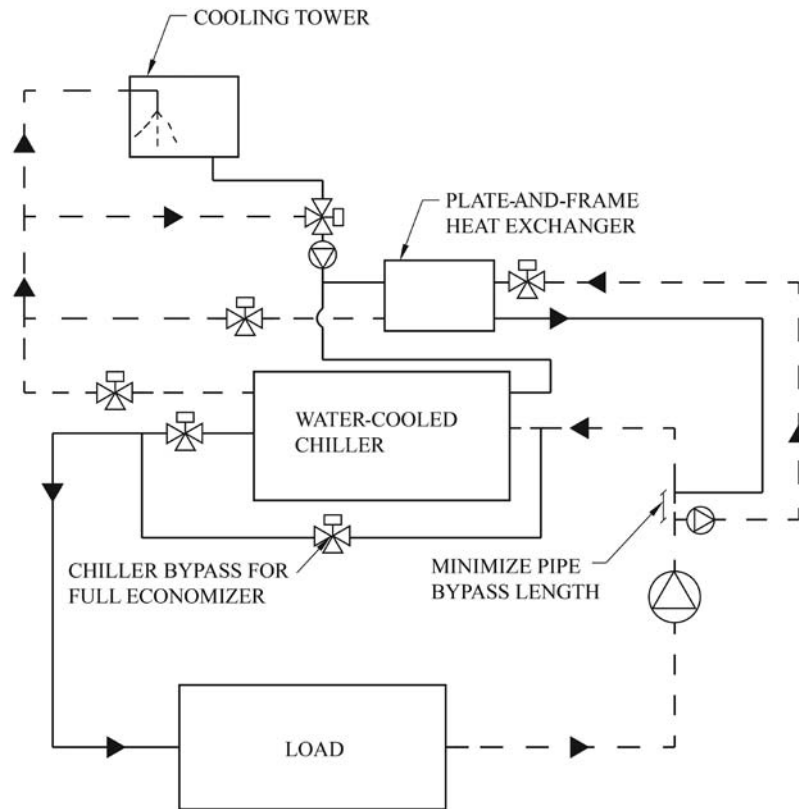 COOLING TOWER
PLATE-AND-FRAME
HEAT EXCHANGER
WATER-COOLED
CHILLER
CHILLER BYPASS FOR
FULL ECONOMIZER
MINIMIZE PIPE
BYPASS LENGTH
LOAD